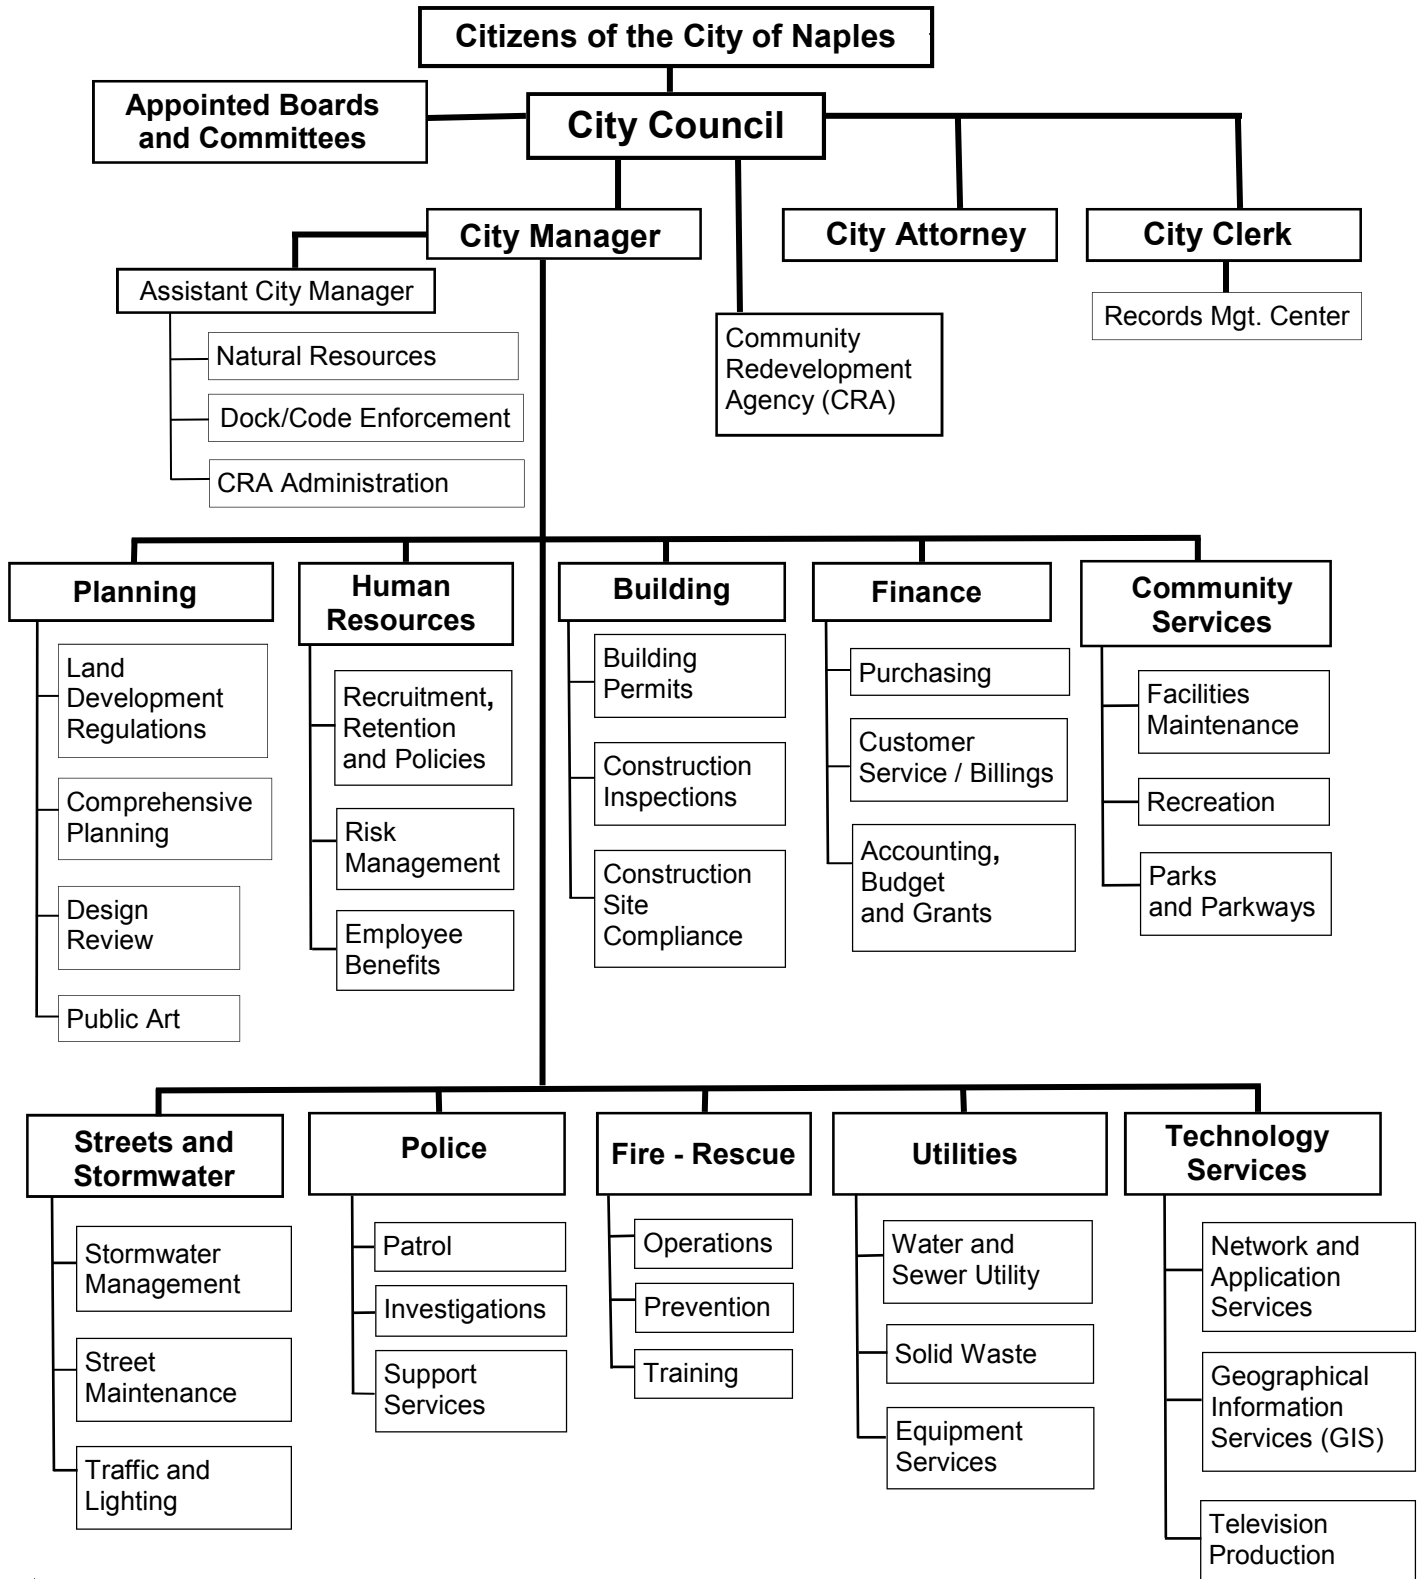 Citizens of the City of Naples
Appointed Boards
and Committees
City Council
City Manager
City Attorney
City Clerk
Assistant City Manager
Records Mgt. Center
Natural Resources
Dock/Code Enforcement
CRA Administration
Community
Redevelopment
Agency (CRA)
Planning
Land
Development
Regulations
Comprehensive
Planning
Design
Review
Public Art
Human
Resources
Recruitment,
Retention
and Policies
Risk
Management
Employee
Benefits
Building
Building
Permits
Construction
Inspections
Construction
Site
Compliance
Finance
Purchasing
Customer
Service / Billings
Accounting,
Budget
and Grants
Community
Services
Facilities
Maintenance
Recreation
Parks
and Parkways
Streets and
Stormwater
Stormwater
Management
Street
Maintenance
Traffic and
Lighting
Police
Patrol
Investigations
Support
Services
Fire - Rescue
Operations
Prevention
Training
Utilities
Water and
Sewer Utility
Solid Waste
Equipment
Services
Technology
Services
Network and
Application
Services
Geographical
Information
Services (GIS)
Television
Production